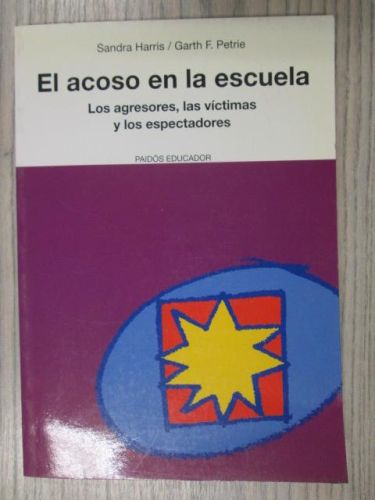 Sandra Harris / Garth F. Petrie
El acoso en la escuela
Los agresores, las víctimas
y los espectadores
PAIDÓS EDUCADOR